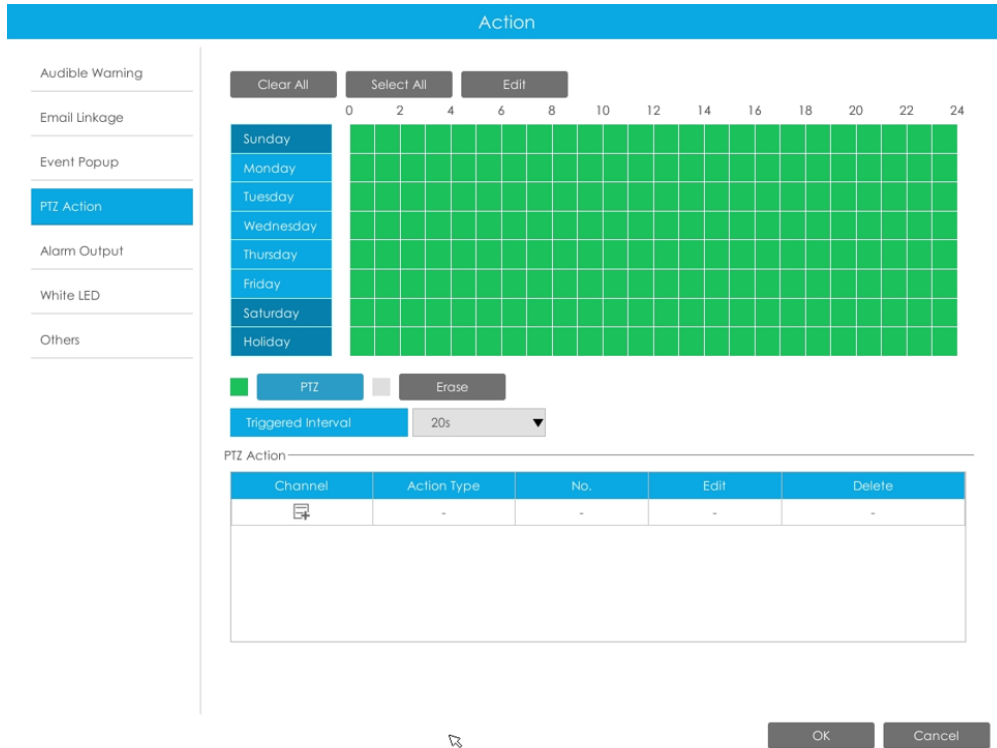 Action
Audible Warning
Email Linkage
Event Popup
PTZ Action
Alarm Output
White LED
Others
Clear All Select All Edit
0 2 4 6 8 10 12 14 16 18 20 22 24
Sunday
Monday
Tuesday
Wednesday
Thursday
Friday
Saturday
Holiday
PTZ Erase
Triggered Interval 20s
PTZ Action
Channel Action Type No. Edit Delete
- - - -
OK Cancel